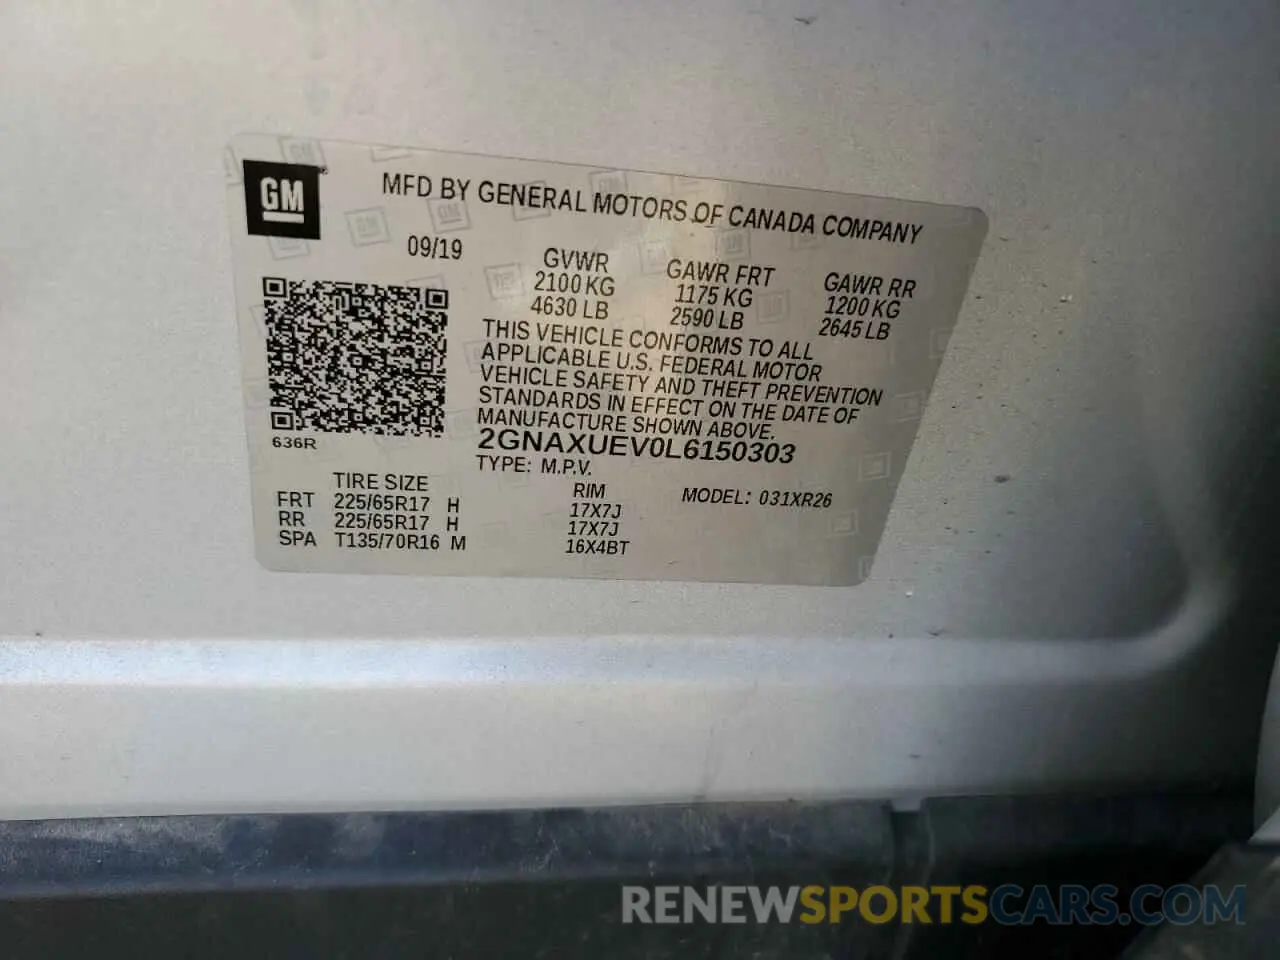 GM
MFD BY GENERAL MOTORS OF CANADA COMPANY
09/19
GVWR
2100 KG
4630 LB
GAWR FRT
1175 KG
2590 LB
GAWR RR
1200 KG
2645 LB
THIS VEHICLE CONFORMS TO ALL
APPLICABLE U.S. FEDERAL MOTOR
VEHICLE SAFETY AND THEFT PREVENTION
STANDARDS IN EFFECT ON THE DATE OF
MANUFACTURE SHOWN ABOVE.
2GNAXUEV0L6150303
636R
TYPE: M.P.V.
MODEL: 031XR26
TIRE SIZE RIM
FRT 225/65R17 H 17X7J
RR 225/65R17 H 17X7J
SPA T135/70R16 M 16X4BT
RENEWSPORTSCARS.COM